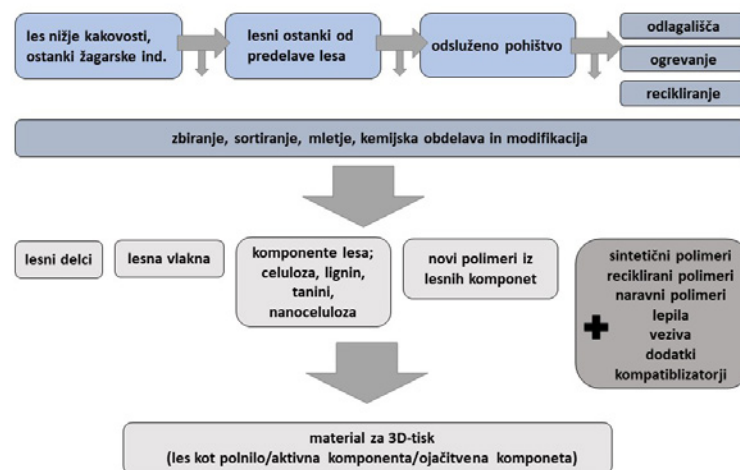 les nižje kakovosti,
ostanki žagarske ind.
lesni ostanki od
predelave lesa
odsluženo pohištvo
odlagališča
ogrevanje
recikliranje
zbiranje, sortiranje, mletje, kemijska obdelava in modifikacija
lesni delci
lesna vlakna
komponente lesa;
celuloza, lignin,
tanini,
nanoceluloza
novi polimeri iz
lesnih komponet
sintetični polimeri
reciklirani polimeri
naravni polimeri
lepila
veziva
dodatki
kompatiblizatorji
material za 3D-tisk
(les kot polnilo/aktivna komponenta/ojačitvena komponeta)